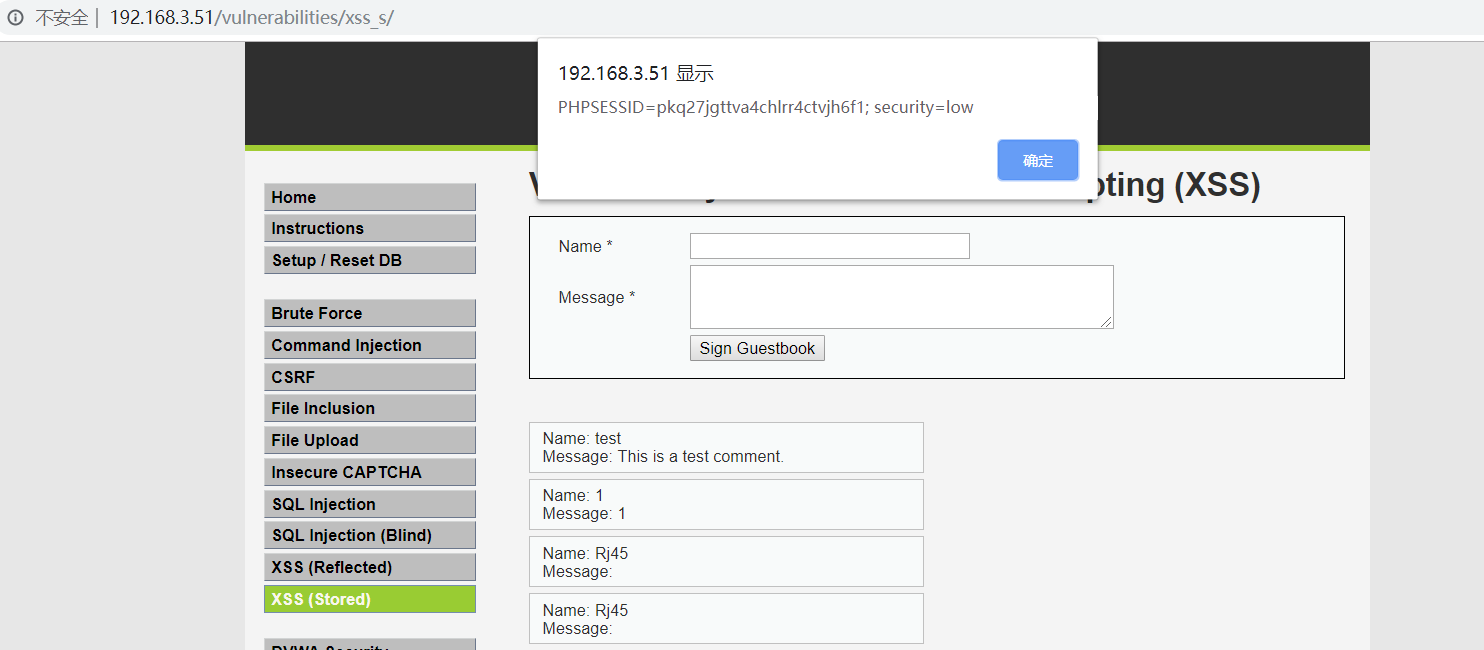 不安全 | 192.168.3.51/vulnerabilities/xss_s/
192.168.3.51 显示
PHPSESSID=pkq27jgttva4chlrr4ctvjh6f1; security=low
确定
(XSS)
Home
Instructions
Setup / Reset DB
Brute Force
Command Injection
CSRF
File Inclusion
File Upload
Insecure CAPTCHA
SQL Injection
SQL Injection (Blind)
XSS (Reflected)
XSS (Stored)
DVWA Security
Name *
Message *
Sign Guestbook
Name: test
Message: This is a test comment.
Name: 1
Message: 1
Name: Rj45
Message:
Name: Rj45
Message: